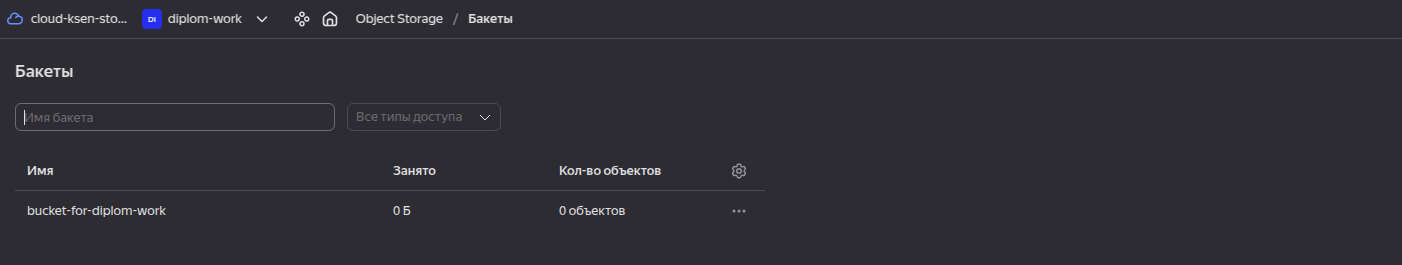 cloud-ksen-sto... DI diplom-work Object Storage / Бакеты
Бакеты
Имя бакета Все типы доступа
Имя Занято Кол-во объектов
bucket-for-diplom-work 0 Б 0 объектов